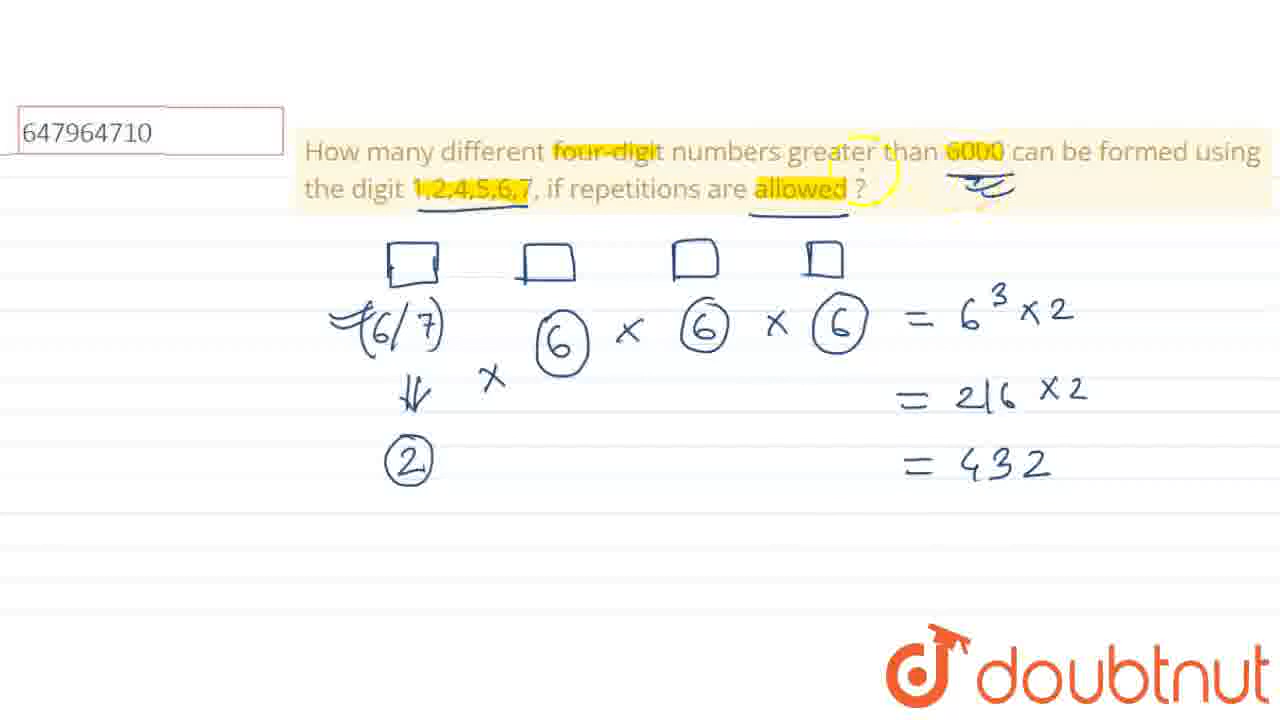 647964710
How many different four-digit numbers greater than 6000 can be formed using
the digit 1,2,4,5,6,7, if repetitions are allowed ?
(6/7) × 6 × 6 × 6 = 6³ × 2
= 216 × 2
2
= 432
doubtnut